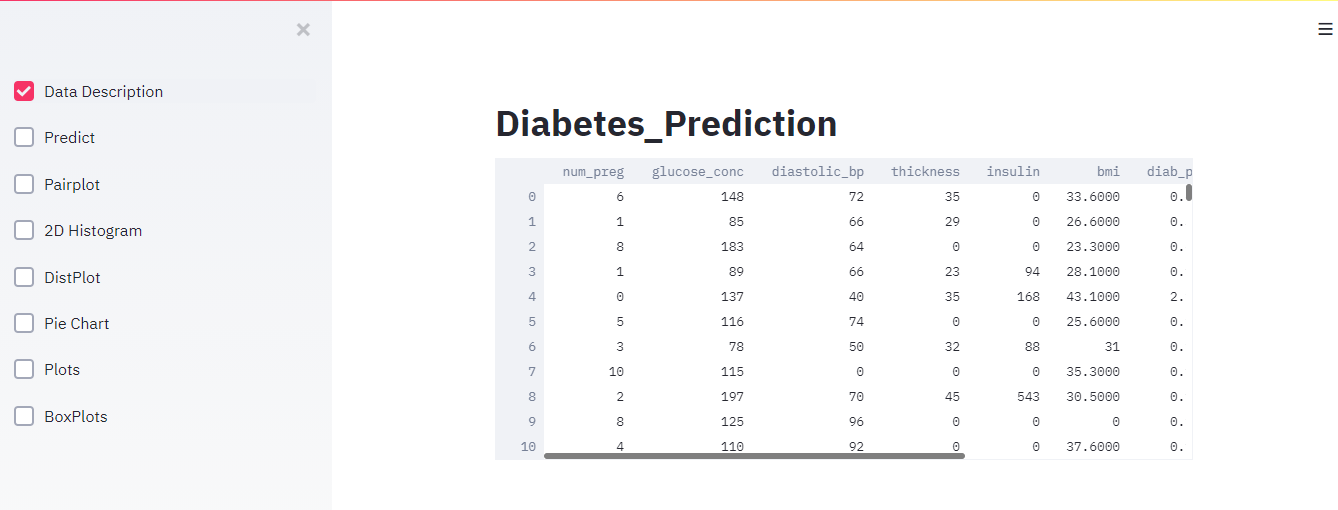 Data Description
Predict
Pairplot
2D Histogram
DistPlot
Pie Chart
Plots
BoxPlots
Diabetes_Prediction
num_preg glucose_conc diastolic_bp thickness insulin bmi diab_p
0 6 148 72 35 0 33.6000 0.
1 1 85 66 29 0 26.6000 0.
2 8 183 64 0 0 23.3000 0.
3 1 89 66 23 94 28.1000 0.
4 0 137 40 35 168 43.1000 2.
5 5 116 74 0 0 25.6000 0.
6 3 78 50 32 88 31 0.
7 10 115 0 0 0 35.3000 0.
8 2 197 70 45 543 30.5000 0.
9 8 125 96 0 0 0 0.
10 4 110 92 0 0 37.6000 0.